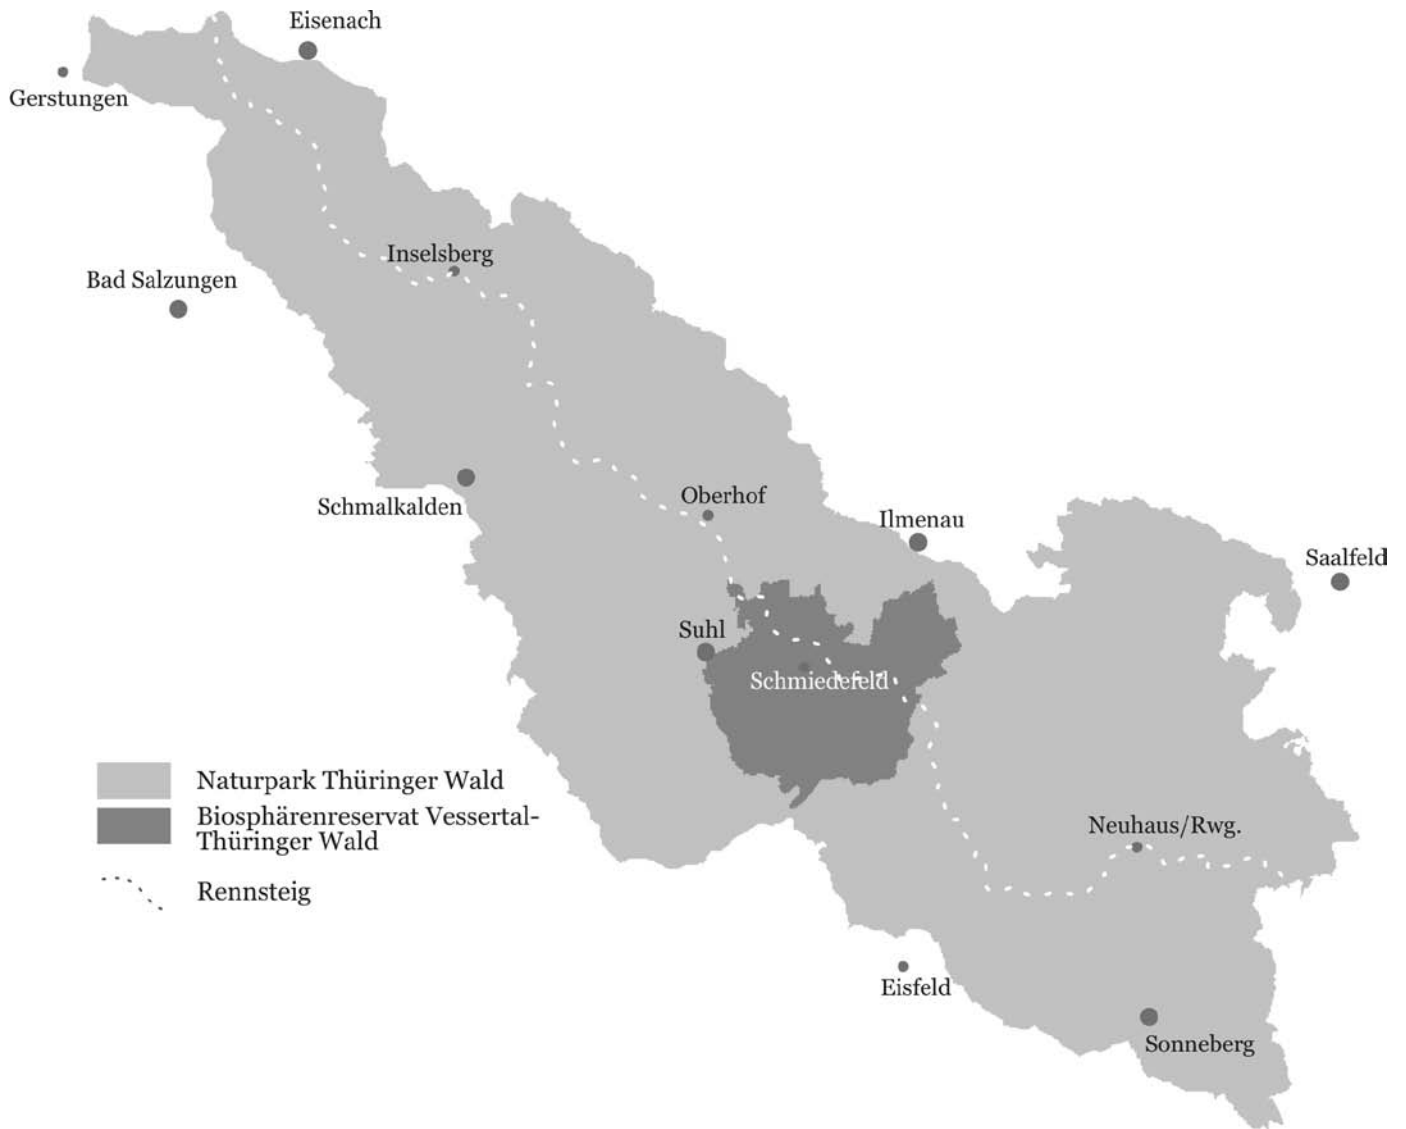 Eisenach
Gerstungen
Inselsberg
Bad Salzungen
Schmalkalden
Oberhof
Ilmenau
Saalfeld
Suhl
Schmiedefeld
Naturpark Thüringer Wald
Biosphärenreservat Vessertal-
Thüringer Wald
Rennsteig
Neuhaus/Rwg.
Eisfeld
Sonneberg